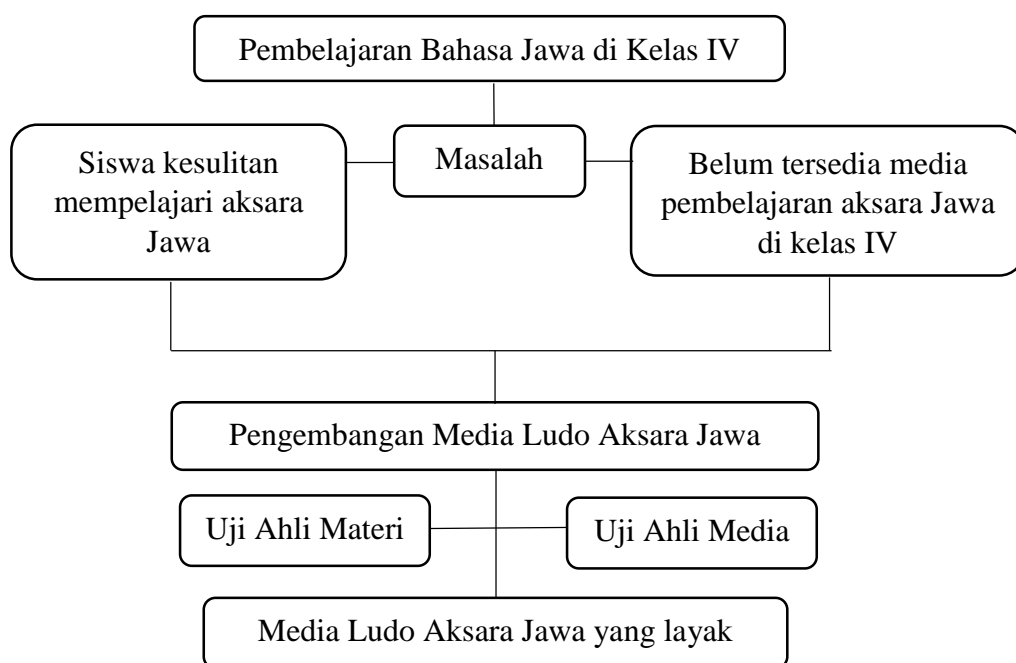 Pembelajaran Bahasa Jawa di Kelas IV
Masalah
Siswa kesulitan
mempelajari aksara
Jawa
Belum tersedia media
pembelajaran aksara Jawa
di kelas IV
Pengembangan Media Ludo Aksara Jawa
Uji Ahli Materi
Uji Ahli Media
Media Ludo Aksara Jawa yang layak